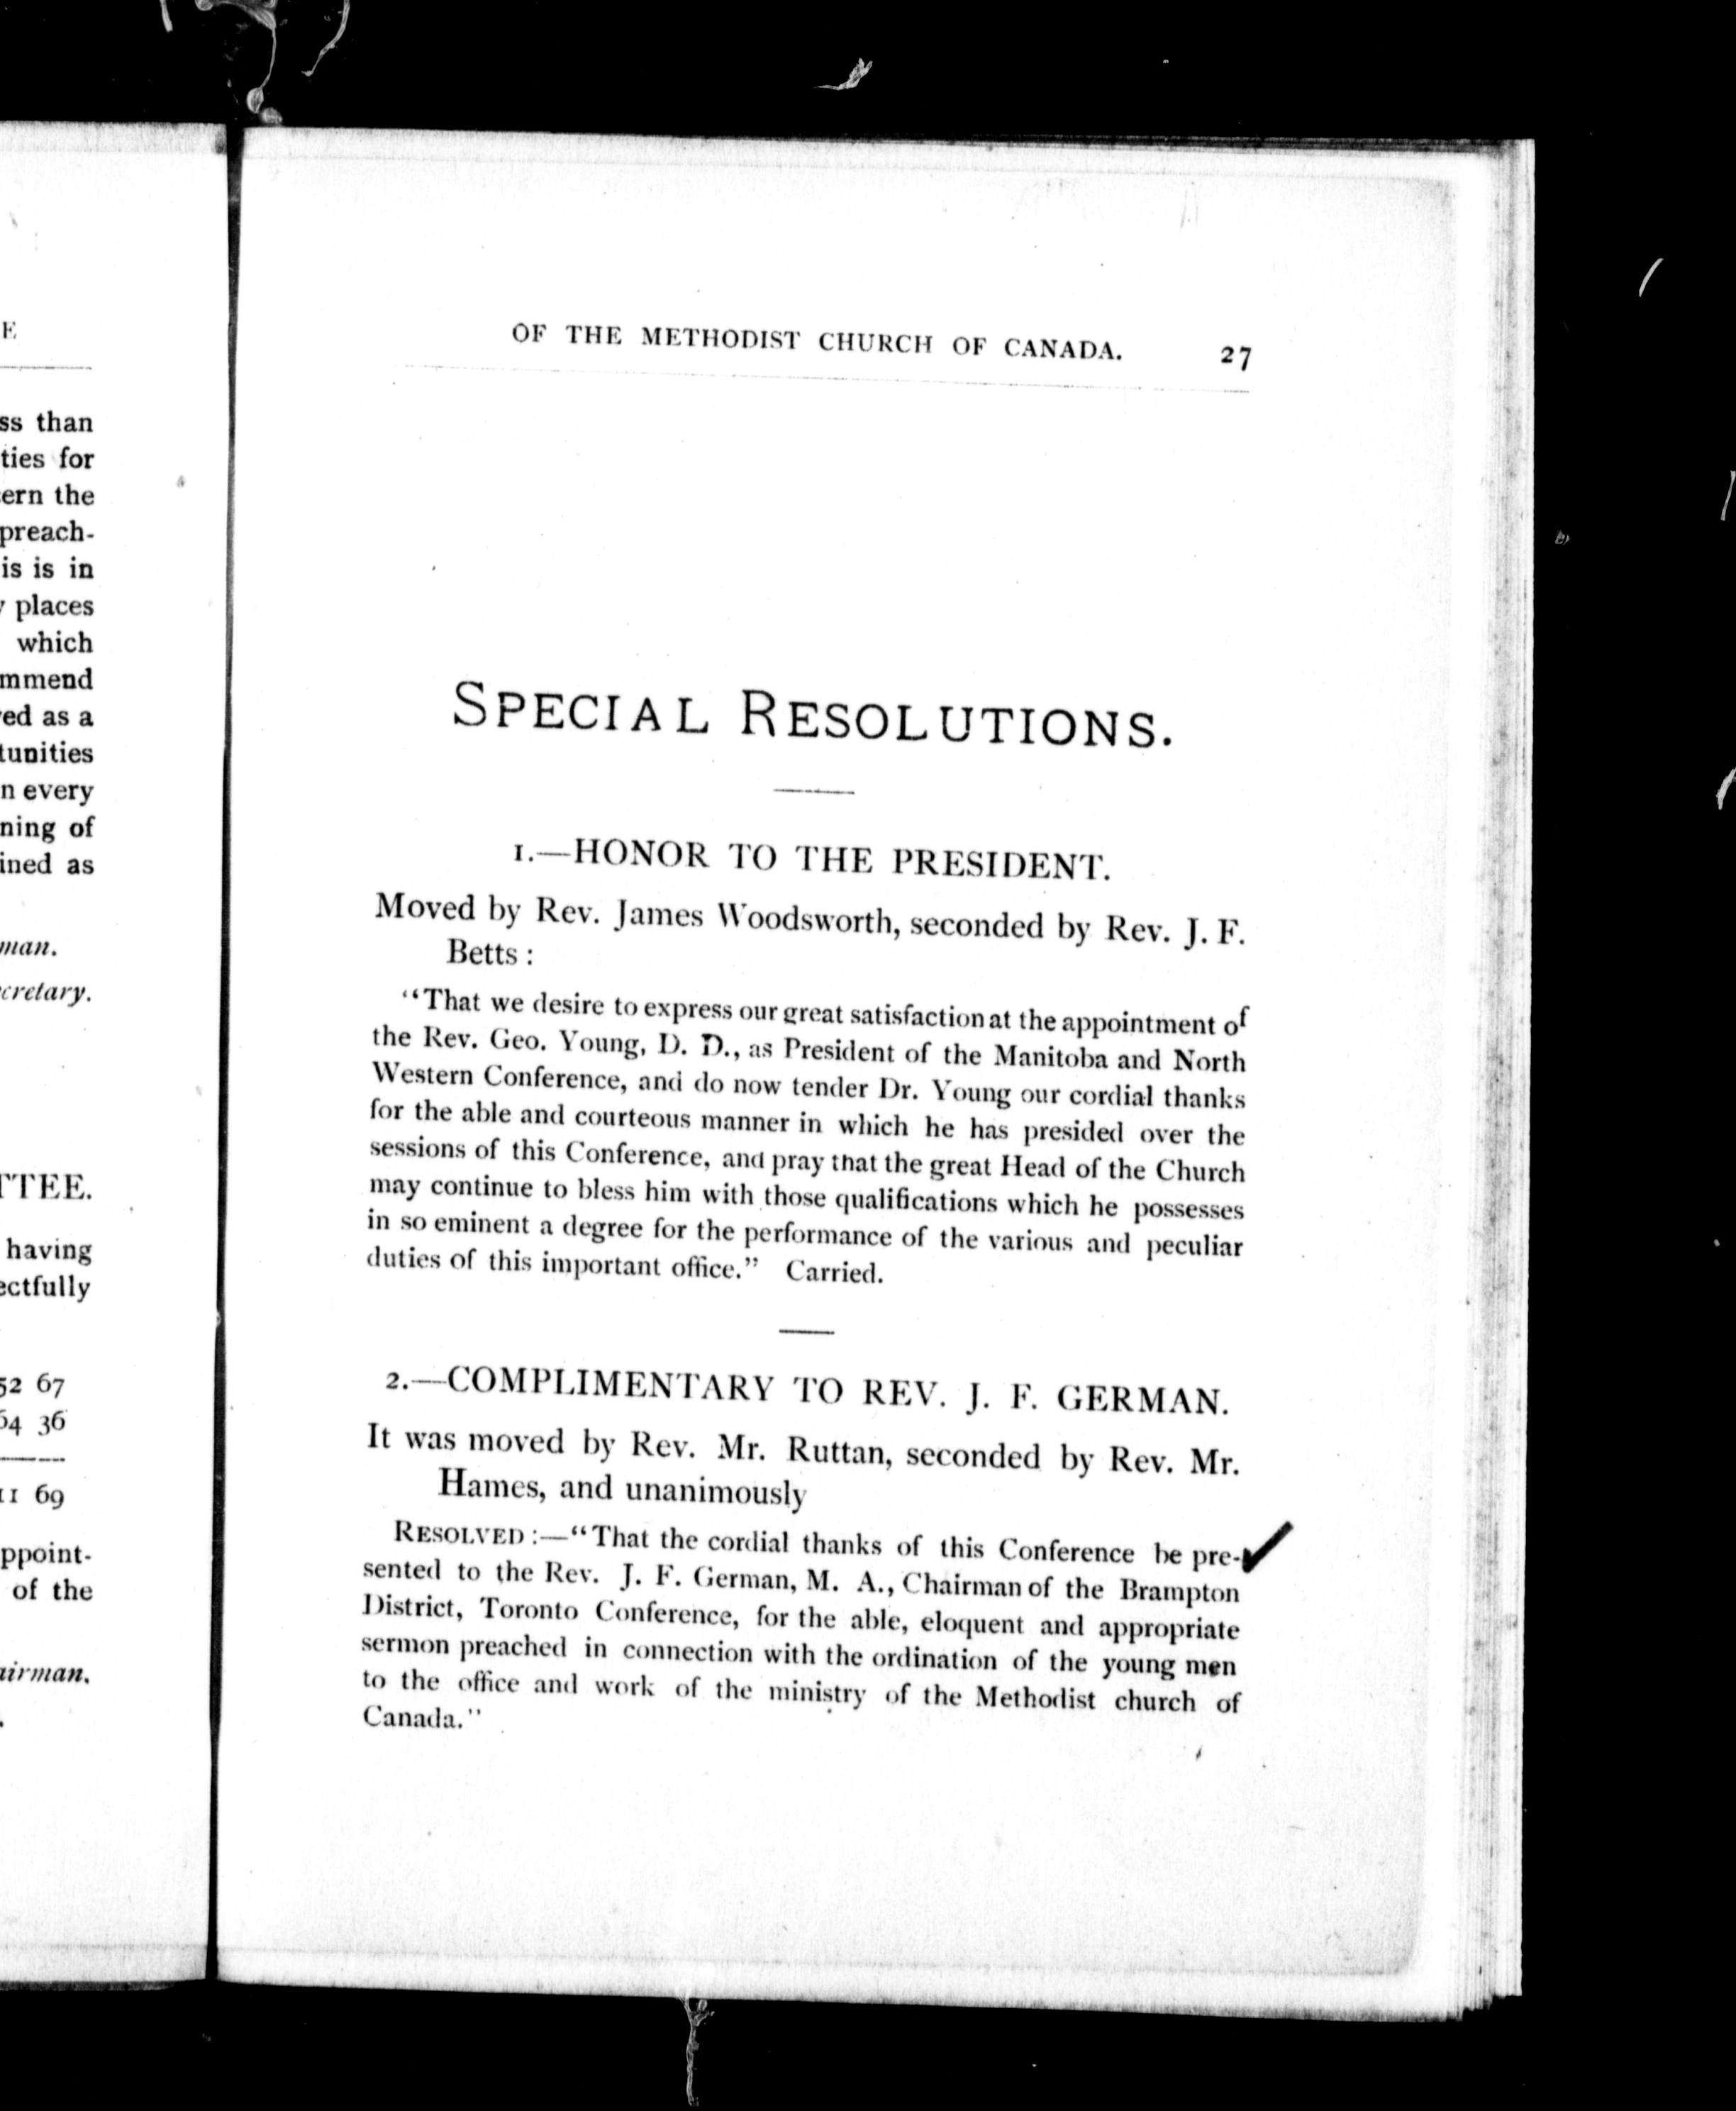 E
ss than
ties for
ern the
preach-
is is in
places
which
mmend
ed as a
tunities
n every
ning of
ined as
man.
cretary.
TTEE.
having
ectfully
52 67
64 36
11 69
ppoint-
of the
airman.
OF THE METHODIST CHURCH OF CANADA. 27
SPECIAL RESOLUTIONS.
1.—HONOR TO THE PRESIDENT.
Moved by Rev. James Woodsworth, seconded by Rev. J. F.
Betts :
“That we desire to express our great satisfaction at the appointment of
the Rev. Geo. Young, D. D., as President of the Manitoba and North
Western Conference, and do now tender Dr. Young our cordial thanks
for the able and courteous manner in which he has presided over the
sessions of this Conference, and pray that the great Head of the Church
may continue to bless him with those qualifications which he possesses
in so eminent a degree for the performance of the various and peculiar
duties of this important office.” Carried.
2.—COMPLIMENTARY TO REV. J. F. GERMAN.
It was moved by Rev. Mr. Ruttan, seconded by Rev. Mr.
Hames, and unanimously
RESOLVED :—“That the cordial thanks of this Conference be pre-
sented to the Rev. J. F. German, M. A., Chairman of the Brampton
District, Toronto Conference, for the able, eloquent and appropriate
sermon preached in connection with the ordination of the young men
to the office and work of the ministry of the Methodist church of
Canada.”